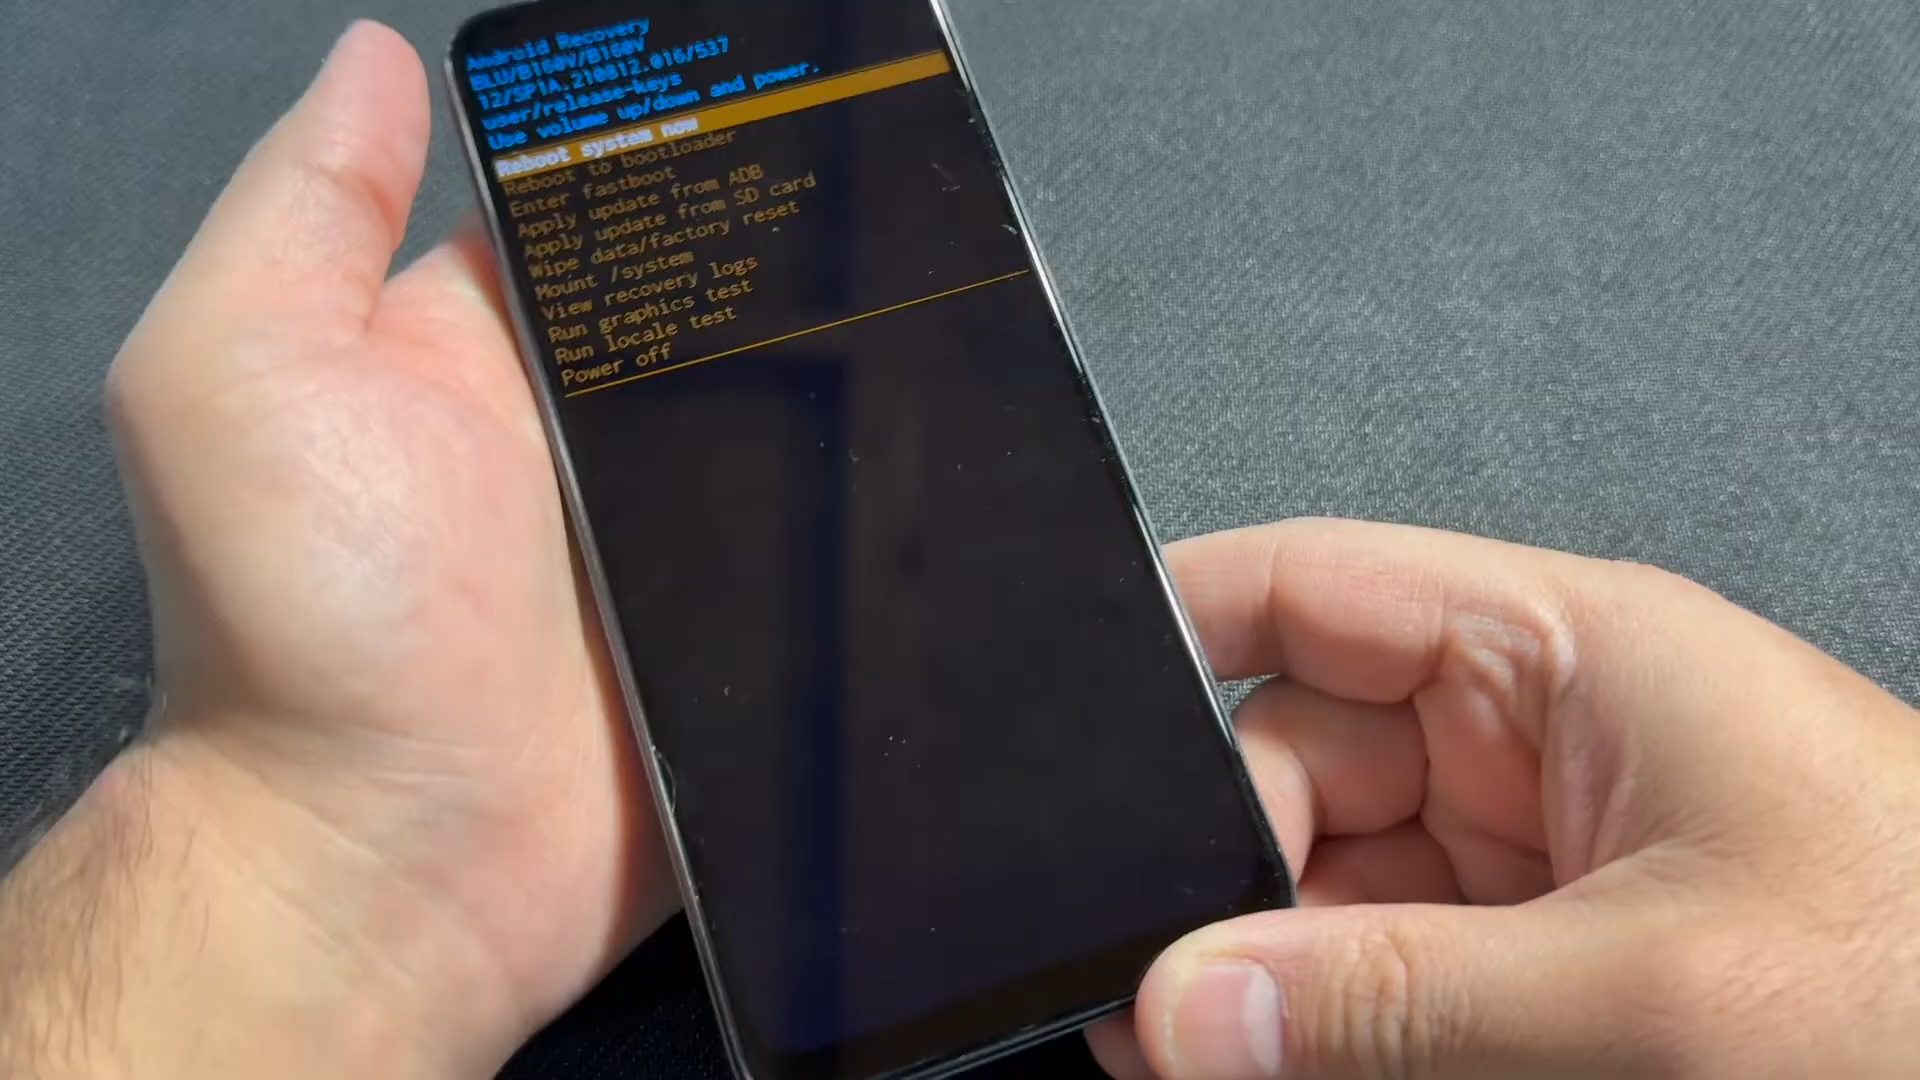 Android Recovery
BLU/B160V/B160V
12/SP1A.210812.016/537
user/release-keys
Use volume up/down and power.
Reboot system now
Reboot to bootloader
Enter fastboot
Apply update from ADB
Apply update from SD card
Wipe data/factory reset
Mount /system
View recovery logs
Run graphics test
Run locale test
Power off